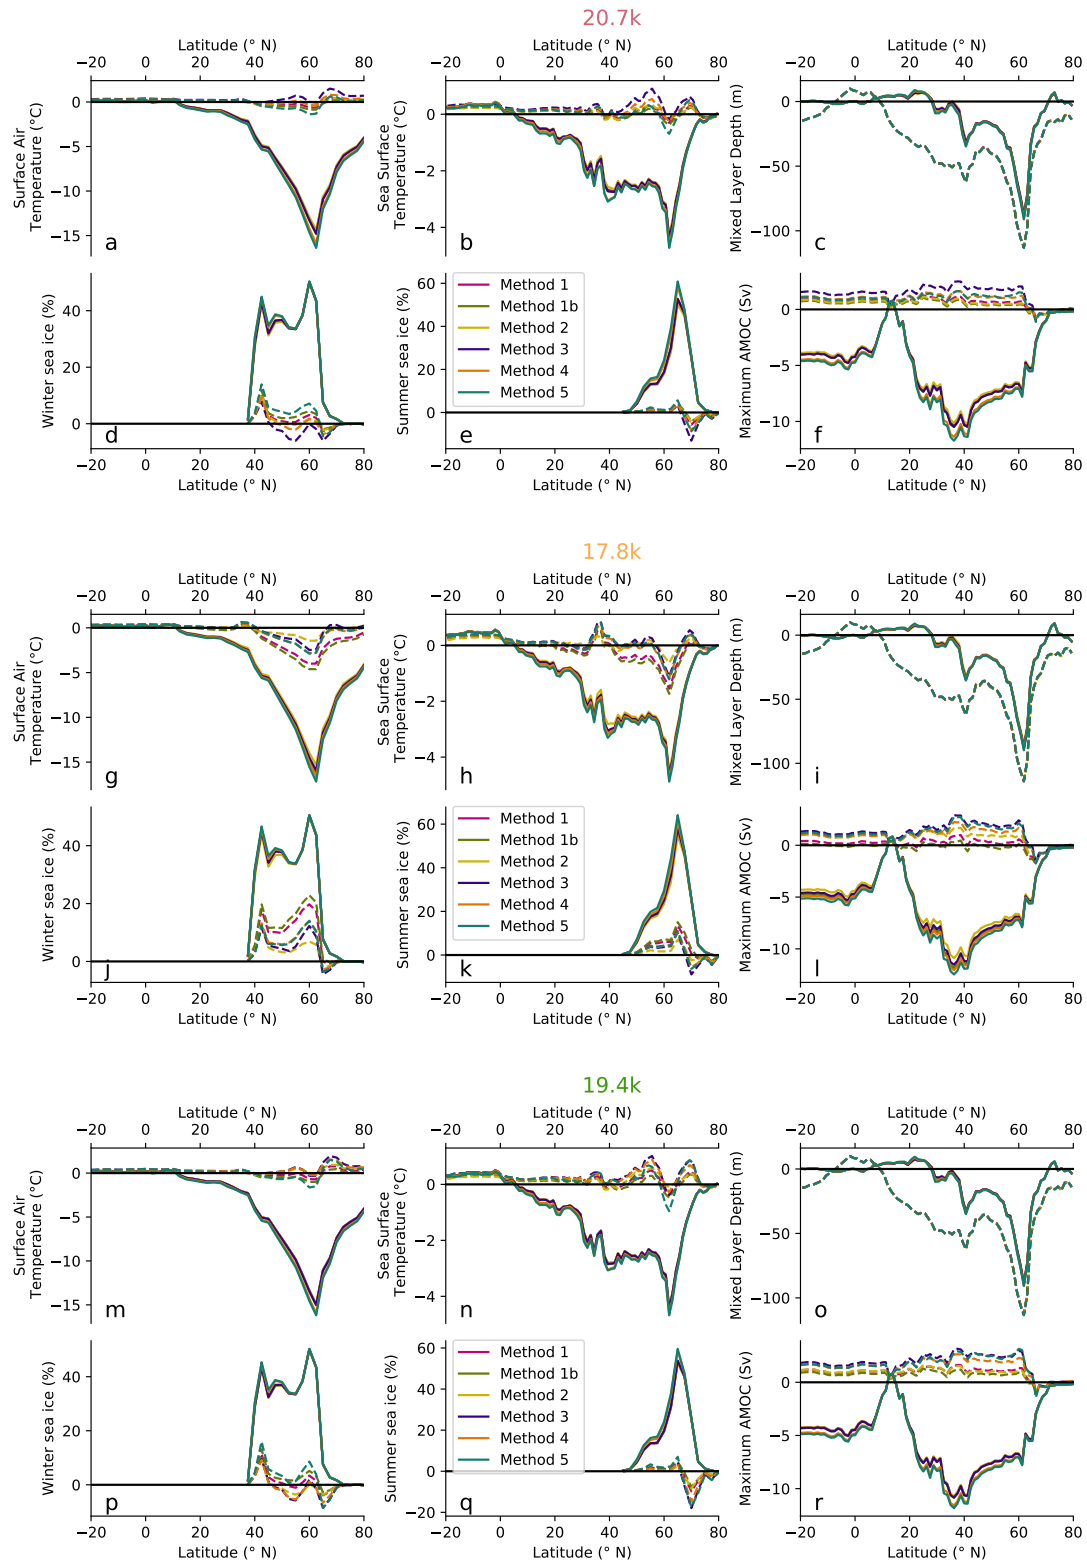 20.7k
Latitude (° N) Latitude (° N) Latitude (° N)
−20 0 20 40 60 80 −20 0 20 40 60 80 −20 0 20 40 60 80
Surface Air
Temperature (°C)
0
−5
−10
−15
a
Sea Surface
Temperature (°C)
0
−2
−4
b
Mixed Layer Depth (m)
0
−50
−100
c
Winter sea ice (%)
40
20
0
d
Summer sea ice (%)
60
40
20
0
Method 1
Method 1b
Method 2
Method 3
Method 4
Method 5
e
Maximum AMOC (Sv)
0
−5
−10
f
−20 0 20 40 60 80 −20 0 20 40 60 80 −20 0 20 40 60 80
Latitude (° N) Latitude (° N) Latitude (° N)
17.8k
Latitude (° N) Latitude (° N) Latitude (° N)
−20 0 20 40 60 80 −20 0 20 40 60 80 −20 0 20 40 60 80
Surface Air
Temperature (°C)
0
−5
−10
−15
g
Sea Surface
Temperature (°C)
0
−2
−4
h
Mixed Layer Depth (m)
0
−50
−100
i
Winter sea ice (%)
40
20
0
j
Summer sea ice (%)
60
40
20
0
Method 1
Method 1b
Method 2
Method 3
Method 4
Method 5
k
Maximum AMOC (Sv)
0
−5
−10
l
−20 0 20 40 60 80 −20 0 20 40 60 80 −20 0 20 40 60 80
Latitude (° N) Latitude (° N) Latitude (° N)
19.4k
Latitude (° N) Latitude (° N) Latitude (° N)
−20 0 20 40 60 80 −20 0 20 40 60 80 −20 0 20 40 60 80
Surface Air
Temperature (°C)
0
−5
−10
−15
m
Sea Surface
Temperature (°C)
0
−2
−4
n
Mixed Layer Depth (m)
0
−50
−100
o
Winter sea ice (%)
40
20
0
p
Summer sea ice (%)
60
40
20
0
−20
Method 1
Method 1b
Method 2
Method 3
Method 4
Method 5
q
Maximum AMOC (Sv)
0
−5
−10
r
−20 0 20 40 60 80 −20 0 20 40 60 80 −20 0 20 40 60 80
Latitude (° N) Latitude (° N) Latitude (° N)